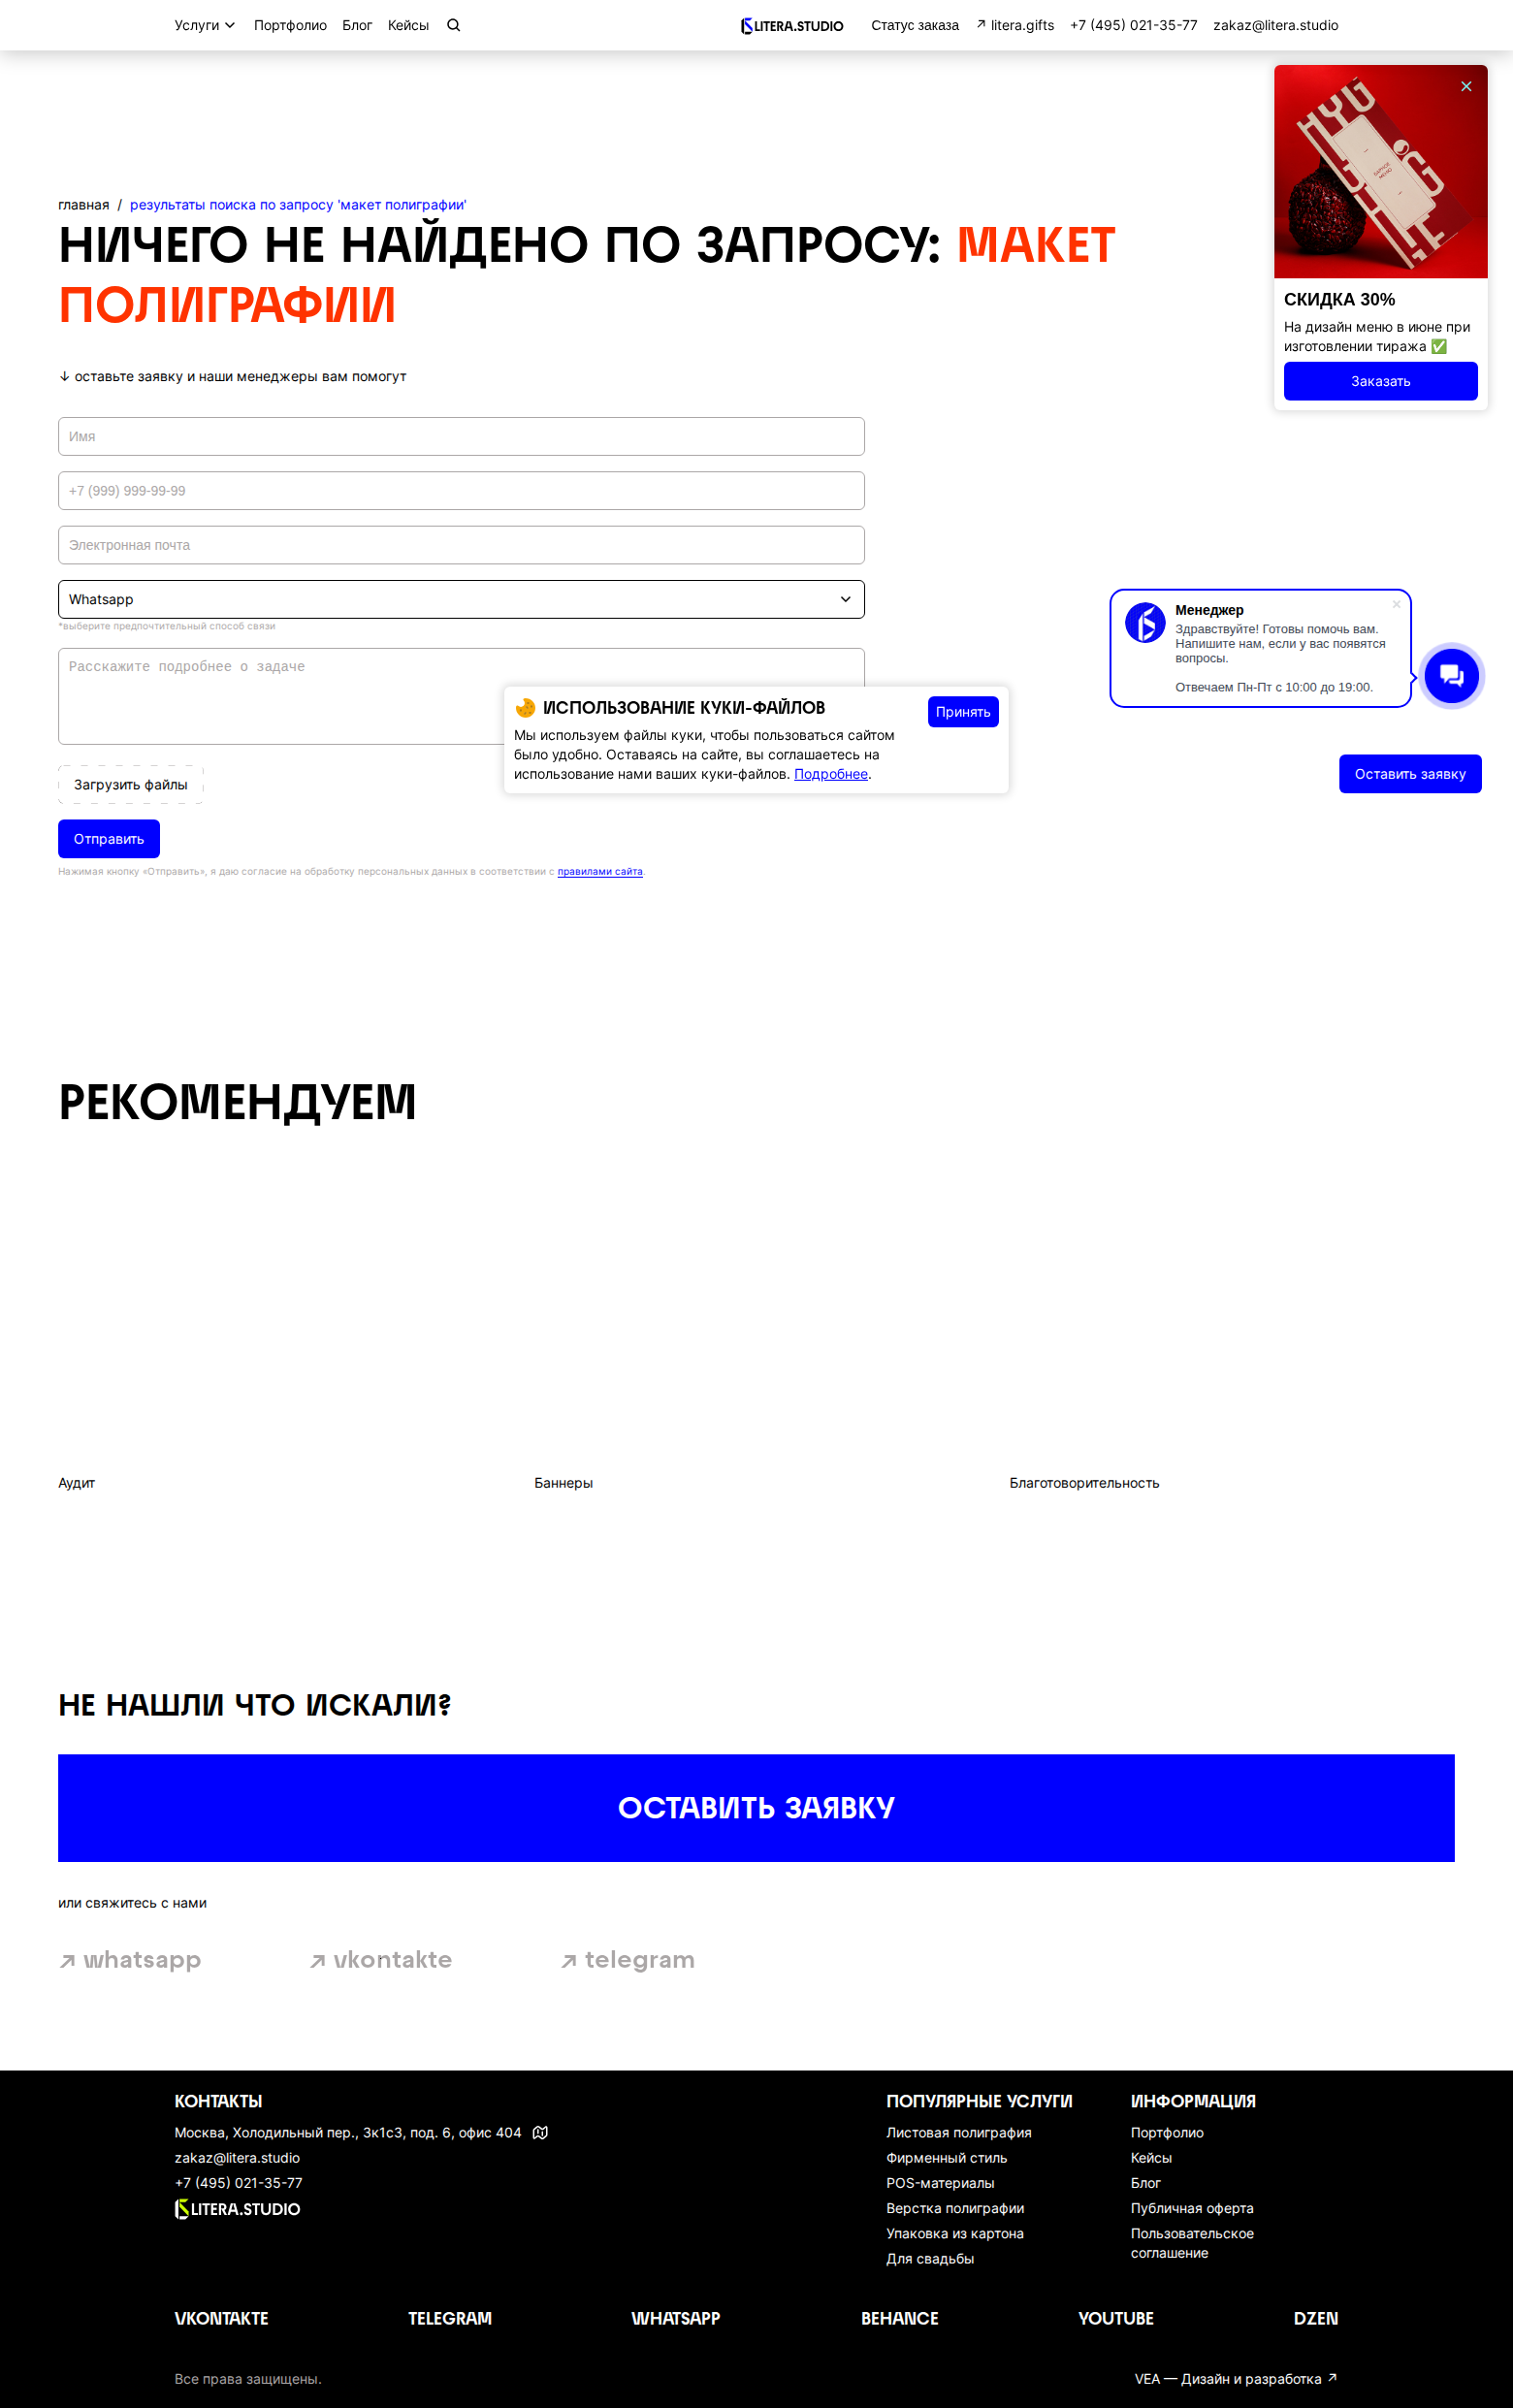 Услуги Портфолио Блог Кейсы LITERA.STUDIO Статус заказа ↗ litera.gifts +7 (495) 021-35-77 zakaz@litera.studio
главная / результаты поиска по запросу 'макет полиграфии'
НИЧЕГО НЕ НАЙДЕНО ПО ЗАПРОСУ: МАКЕТ
ПОЛИГРАФИИ
СКИДКА 30%
На дизайн меню в июне при
изготовлении тиража ✅
Заказать
↓ оставьте заявку и наши менеджеры вам помогут
Имя
+7 (999) 999-99-99
Электронная почта
Whatsapp
*выберите предпочтительный способ связи
Расскажите подробнее о задаче
Менеджер
Здравствуйте! Готовы помочь вам.
Напишите нам, если у вас появятся
вопросы.
Отвечаем Пн-Пт с 10:00 до 19:00.
ИСПОЛЬЗОВАНИЕ КУКИ-ФАЙЛОВ
Принять
Мы используем файлы куки, чтобы пользоваться сайтом
было удобно. Оставаясь на сайте, вы соглашаетесь на
использование нами ваших куки-файлов. Подробнее.
Загрузить файлы
Оставить заявку
Отправить
Нажимая кнопку «Отправить», я даю согласие на обработку персональных данных в соответствии с правилами сайта.
РЕКОМЕНДУЕМ
Аудит Баннеры Благотоворительность
НЕ НАШЛИ ЧТО ИСКАЛИ?
ОСТАВИТЬ ЗАЯВКУ
или свяжитесь с нами
↗ whatsapp ↗ vkontakte ↗ telegram
КОНТАКТЫ
Москва, Холодильный пер., 3к1с3, под. 6, офис 404
zakaz@litera.studio
+7 (495) 021-35-77
LITERA.STUDIO
ПОПУЛЯРНЫЕ УСЛУГИ
Листовая полиграфия
Фирменный стиль
POS-материалы
Верстка полиграфии
Упаковка из картона
Для свадьбы
ИНФОРМАЦИЯ
Портфолио
Кейсы
Блог
Публичная оферта
Пользовательское
соглашение
VKONTAKTE TELEGRAM WHATSAPP BEHANCE YOUTUBE DZEN
Все права защищены. VEA — Дизайн и разработка ↗